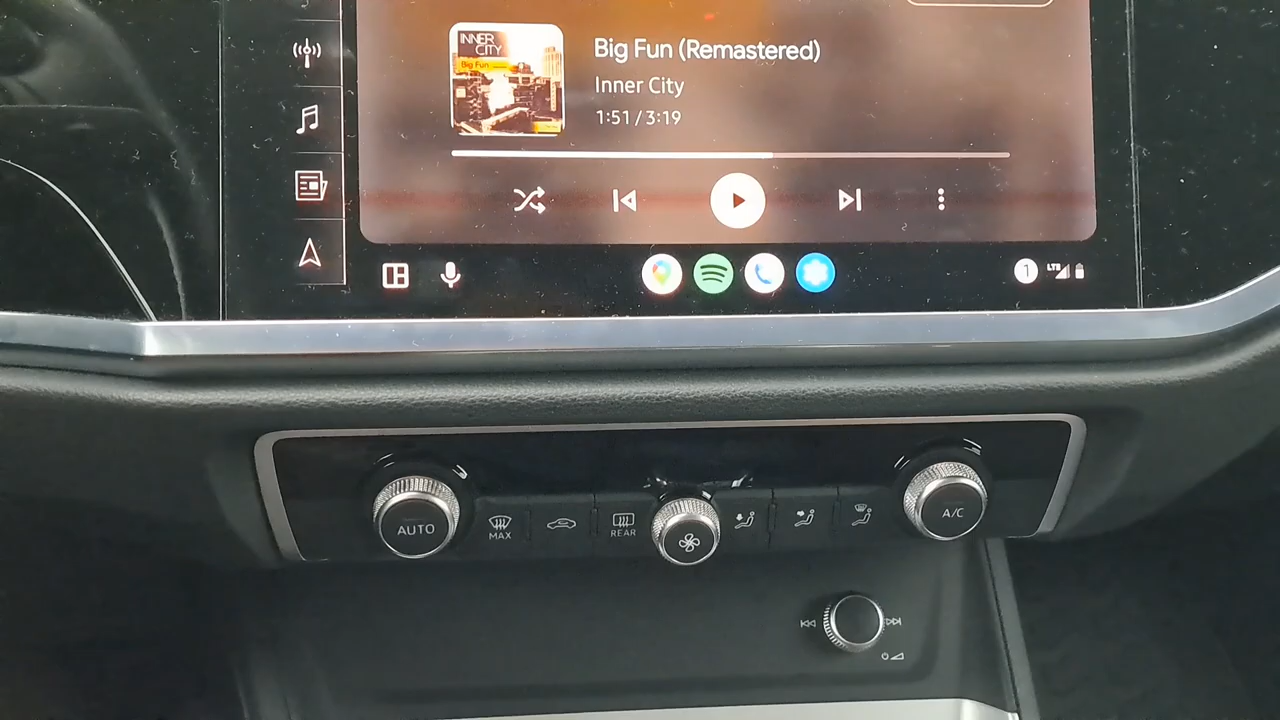 INNER
CITY
Big Fun
Big Fun (Remastered)
Inner City
1:51 / 3:19
1
LTE
AUTO
MAX
REAR
A/C